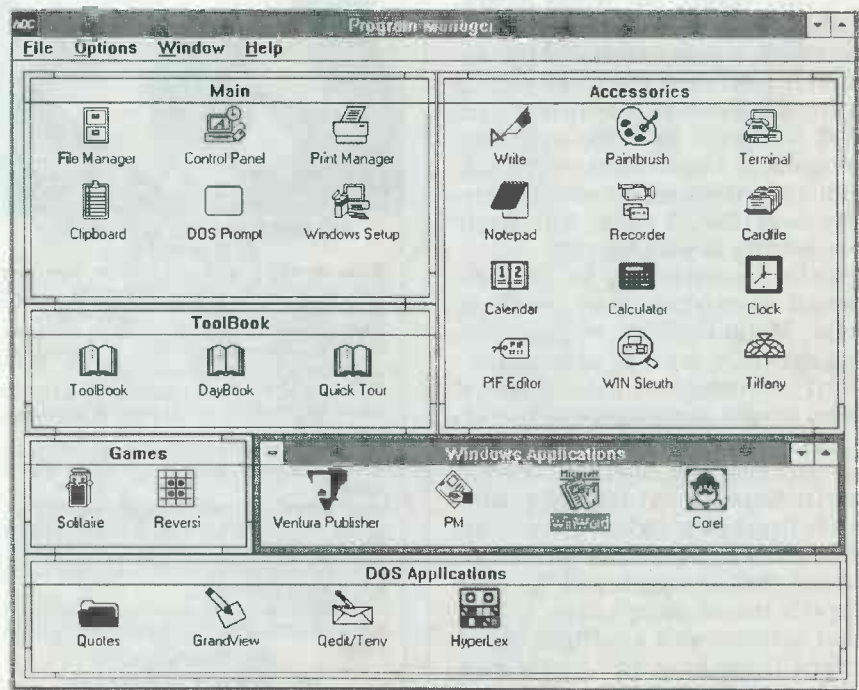 hDC
Program Manager
File Options Window Help
Main
File Manager Control Panel Print Manager
Clipboard DOS Prompt Windows Setup
Accessories
Write Paintbrush Terminal
Notepad Recorder Cardfile
Calendar Calculator Clock
PIF Editor WIN Sleuth Tiffany
ToolBook
ToolBook DayBook Quick Tour
Games
Solitaire Reversi
Windows Applications
Microsoft
Ventura Publisher PM WinWord Corel
DOS Applications
Quotes GrandView Qedit/Tenv HyperLex